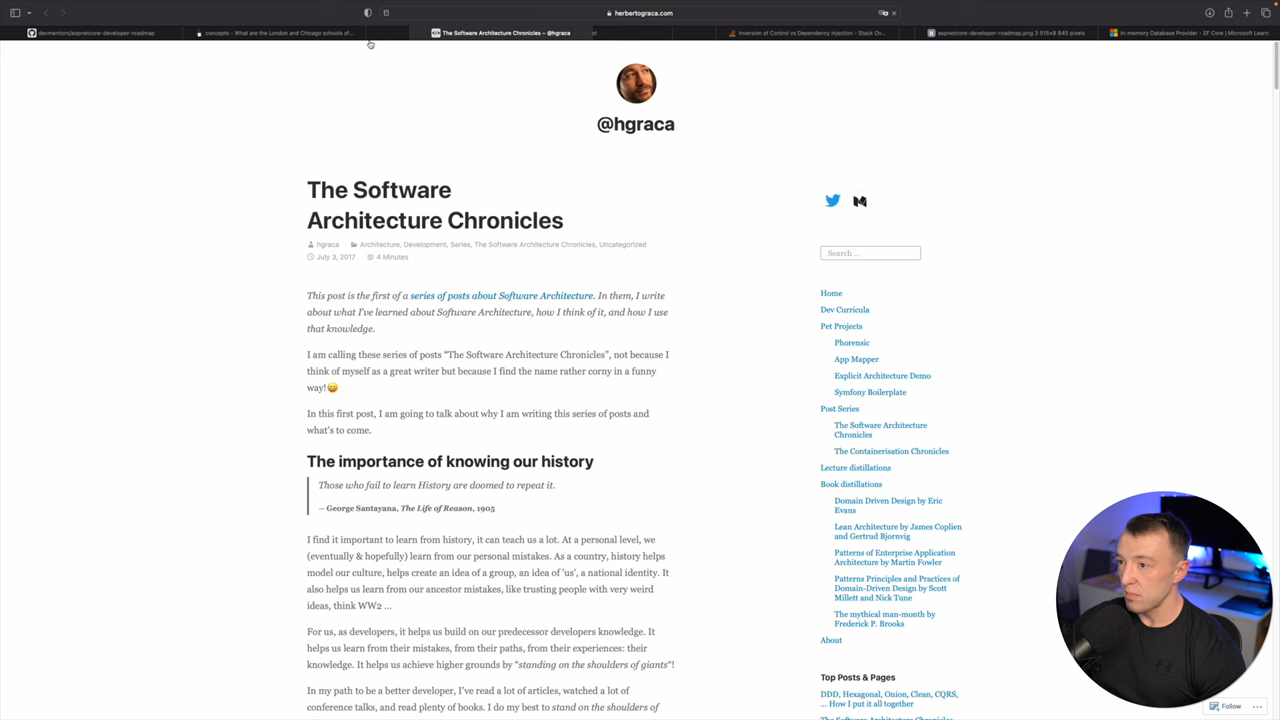 herbertograca.com
devmentors/aspnetcore-developer-roadmap
concepts - What are the London and Chicago schools of...
The Software Architecture Chronicles – @hgraca
Inversion of Control vs Dependency Injection - Stack Ov...
aspnetcore-developer-roadmap.png 3 515×8 845 pixels
In-memory Database Provider - EF Core | Microsoft Learn
@hgraca
The Software
Architecture Chronicles
hgraca Architecture, Development, Series, The Software Architecture Chronicles, Uncategorized
July 3, 2017 4 Minutes
This post is the first of a series of posts about Software Architecture. In them, I write
about what I've learned about Software Architecture, how I think of it, and how I use
that knowledge.
I am calling these series of posts “The Software Architecture Chronicles”, not because I
think of myself as a great writer but because I find the name rather corny in a funny
way!😄
In this first post, I am going to talk about why I am writing this series of posts and
what's to come.
The importance of knowing our history
Those who fail to learn History are doomed to repeat it.
— George Santayana, The Life of Reason, 1905
I find it important to learn from history, it can teach us a lot. At a personal level, we
(eventually & hopefully) learn from our personal mistakes. As a country, history helps
model our culture, helps create an idea of a group, an idea of 'us', a national identity. It
also helps us learn from our ancestor mistakes, like trusting people with very weird
ideas, think WW2 ...
For us, as developers, it helps us build on our predecessor developers knowledge. It
helps us learn from their mistakes, from their paths, from their experiences: their
knowledge. It helps us achieve higher grounds by “standing on the shoulders of giants“!
In my path to be a better developer, I've read a lot of articles, watched a lot of
conference talks, and read plenty of books. I do my best to stand on the shoulders of
Search ...
Home
Dev Curricula
Pet Projects
Phorensic
App Mapper
Explicit Architecture Demo
Symfony Boilerplate
Post Series
The Software Architecture
Chronicles
The Containerisation Chronicles
Lecture distillations
Book distillations
Domain Driven Design by Eric
Evans
Lean Architecture by James Coplien
and Gertrud Bjornvig
Patterns of Enterprise Application
Architecture by Martin Fowler
Patterns Principles and Practices of
Domain-Driven Design by Scott
Millett and Nick Tune
The mythical man-month by
Frederick P. Brooks
About
Top Posts & Pages
DDD, Hexagonal, Onion, Clean, CQRS,
... How I put it all together
The Software Architecture Chronicles
Follow